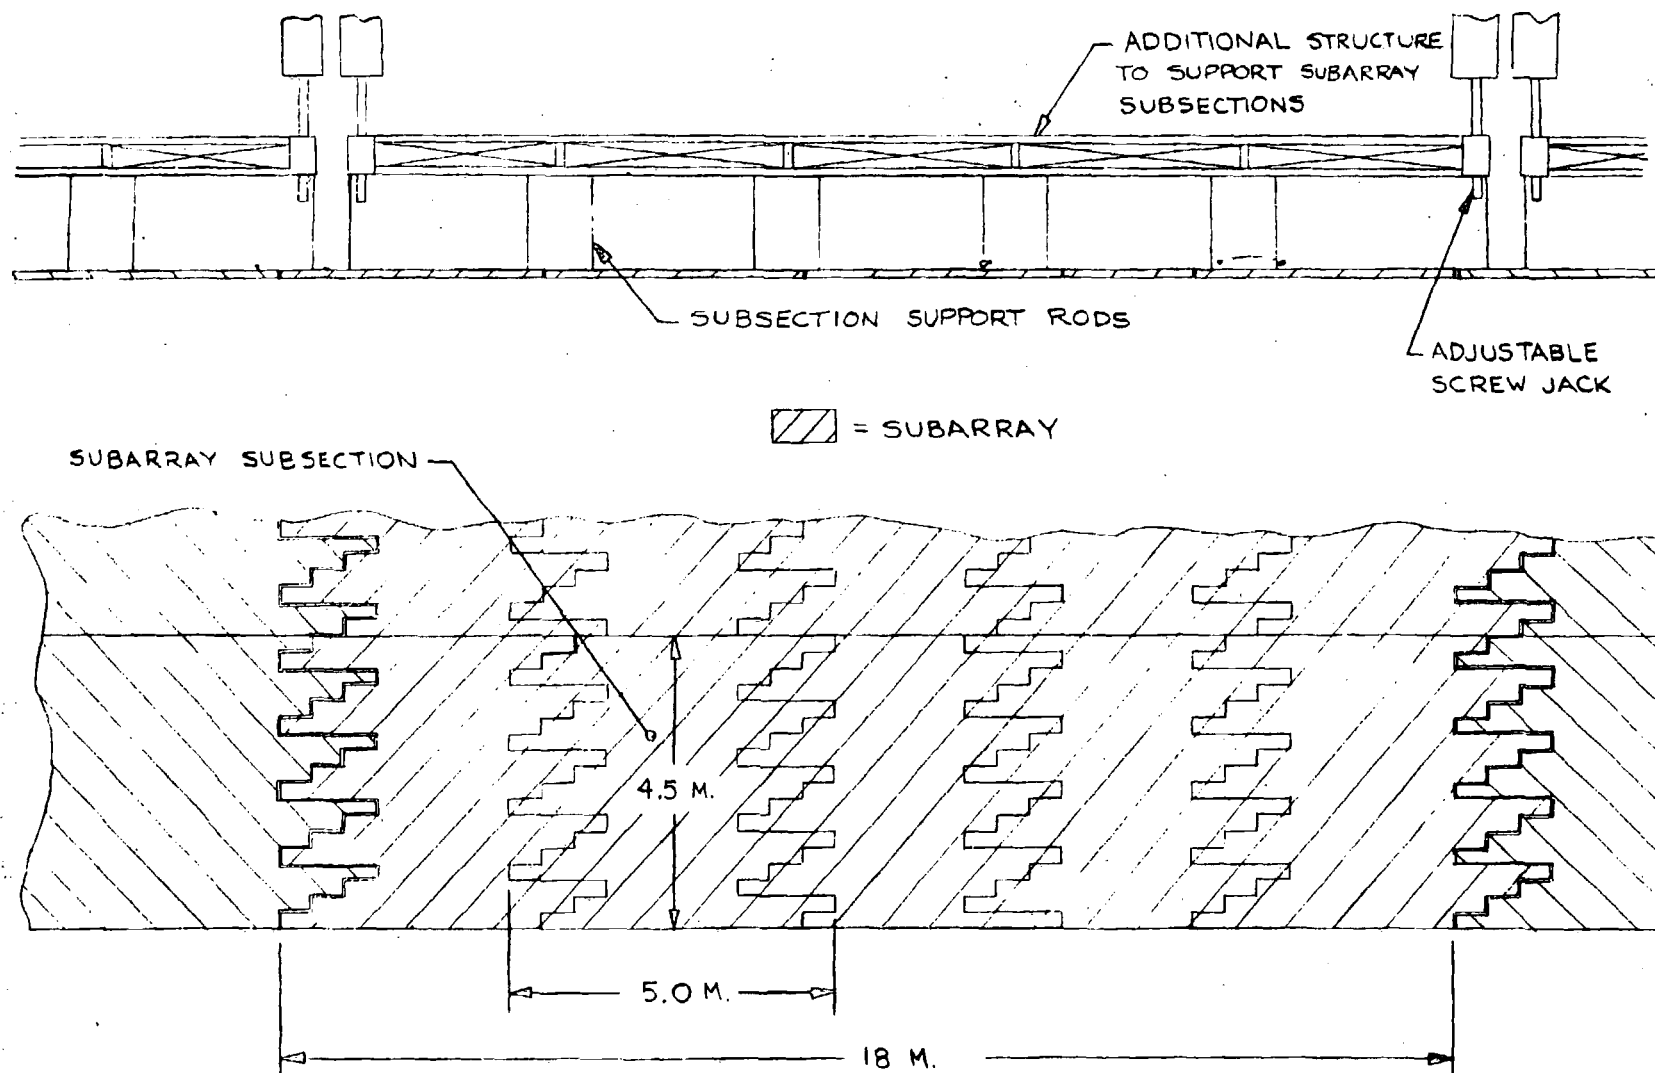 ADDITIONAL STRUCTURE
TO SUPPORT SUBARRAY
SUBSECTIONS
SUBSECTION SUPPORT RODS
ADJUSTABLE
SCREW JACK
= SUBARRAY
SUBARRAY SUBSECTION
4.5 M.
5.0 M.
18 M.